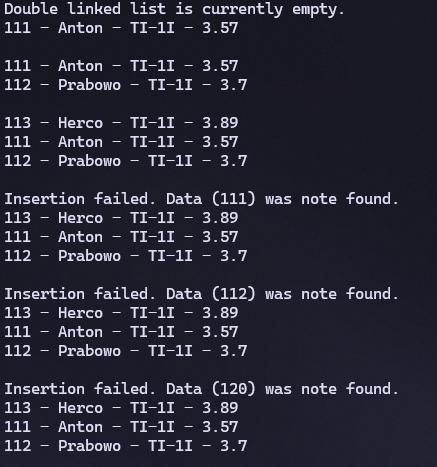 Double linked list is currently empty.
111 - Anton - TI-1I - 3.57
111 - Anton - TI-1I - 3.57
112 - Prabowo - TI-1I - 3.7
113 - Herco - TI-1I - 3.89
111 - Anton - TI-1I - 3.57
112 - Prabowo - TI-1I - 3.7
Insertion failed. Data (111) was note found.
113 - Herco - TI-1I - 3.89
111 - Anton - TI-1I - 3.57
112 - Prabowo - TI-1I - 3.7
Insertion failed. Data (112) was note found.
113 - Herco - TI-1I - 3.89
111 - Anton - TI-1I - 3.57
112 - Prabowo - TI-1I - 3.7
Insertion failed. Data (120) was note found.
113 - Herco - TI-1I - 3.89
111 - Anton - TI-1I - 3.57
112 - Prabowo - TI-1I - 3.7